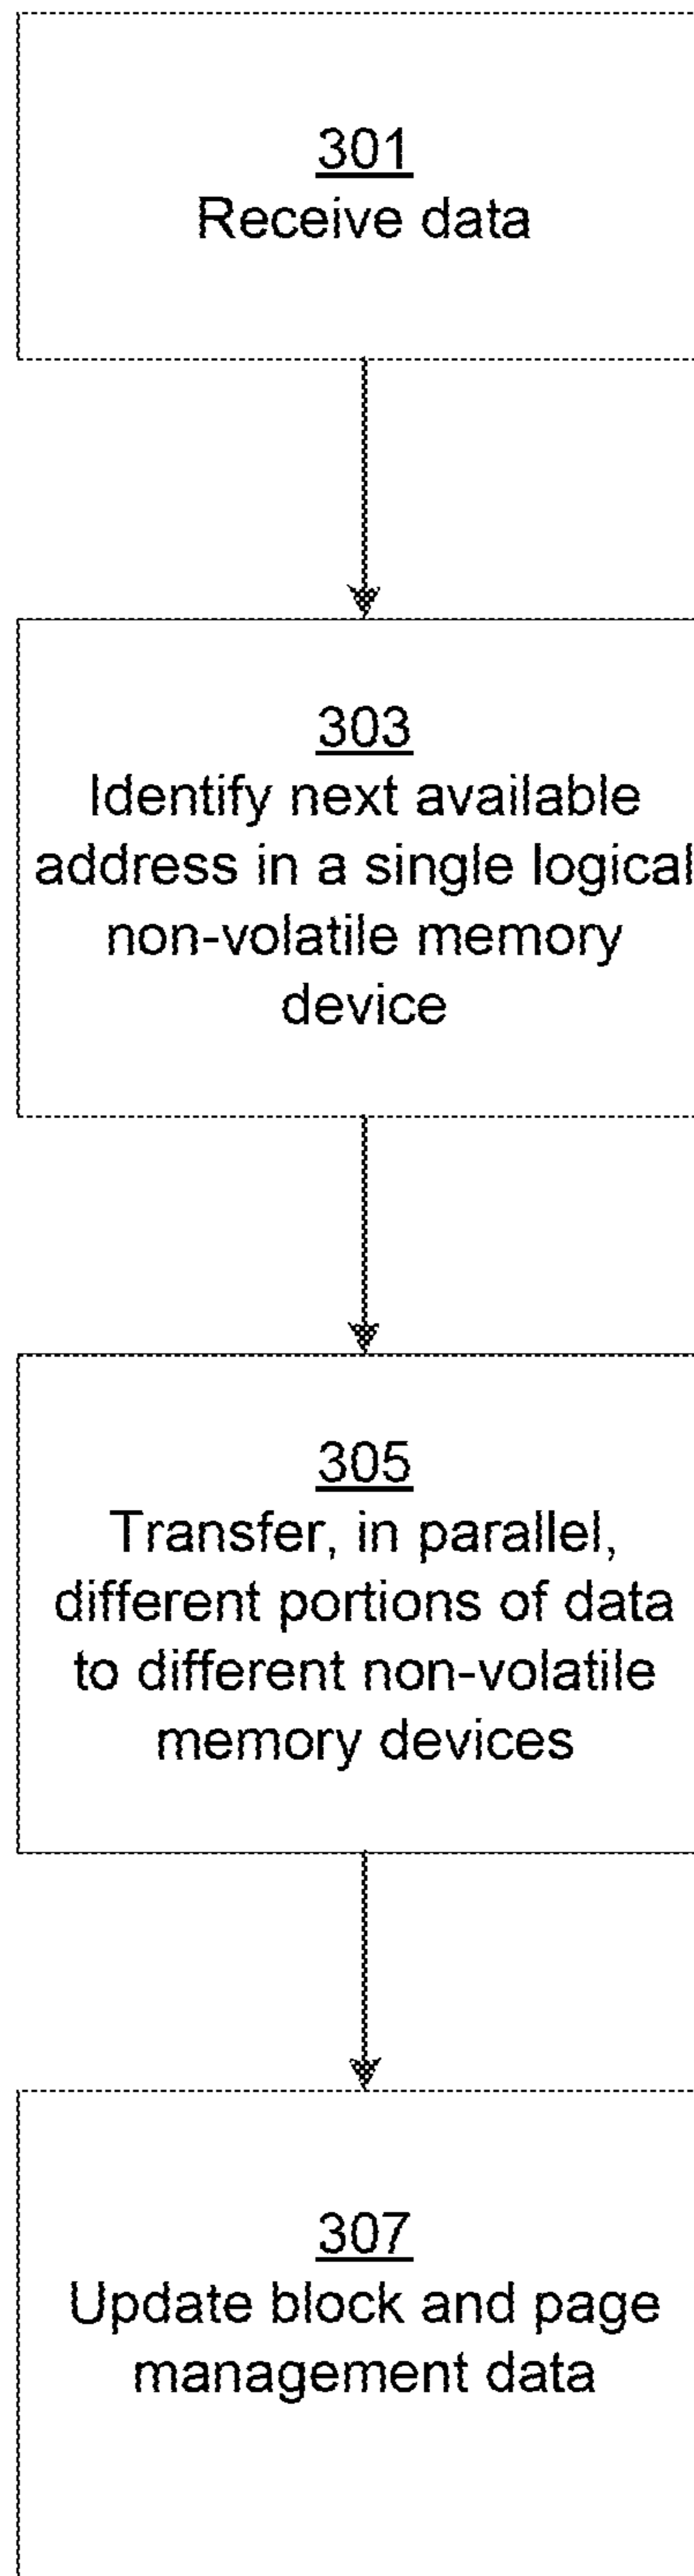 301
Receive data
303
Identify next available
address in a single logical
non-volatile memory
device
305
Transfer, in parallel,
different portions of data
to different non-volatile
memory devices
307
Update block and page
management data